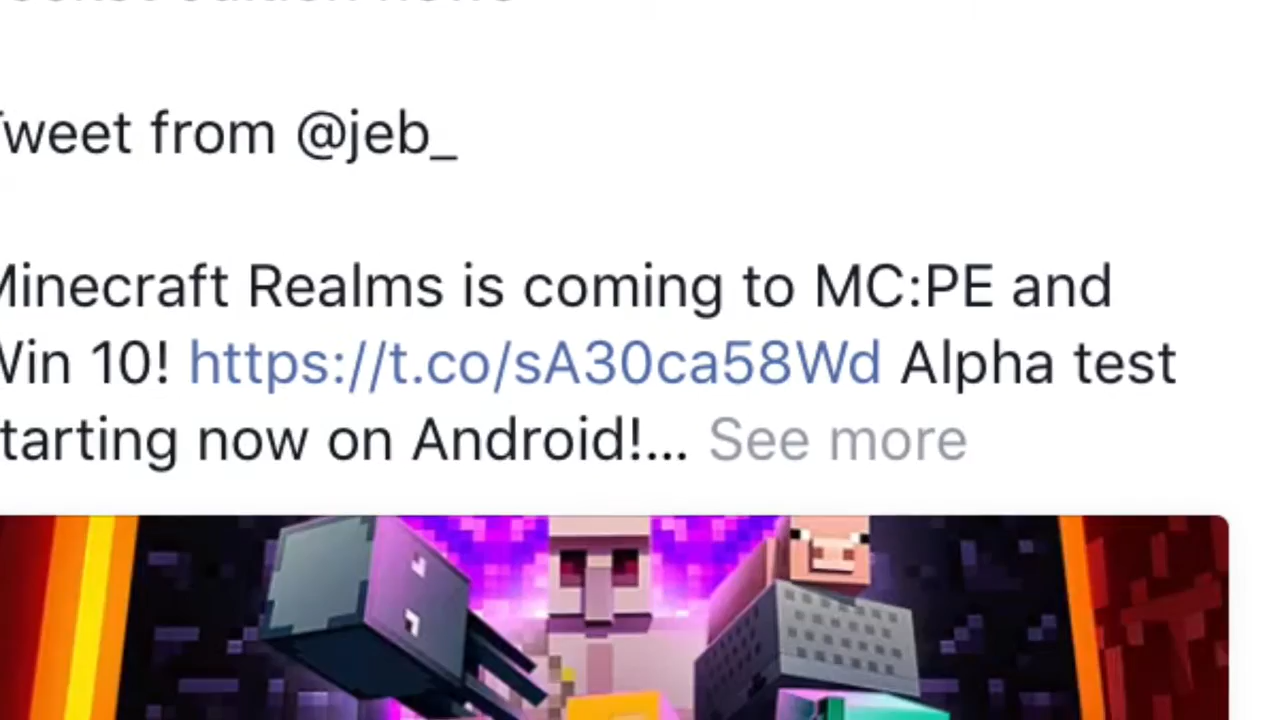 Tweet from @jeb_
Minecraft Realms is coming to MC:PE and
Win 10! https://t.co/sA30ca58Wd Alpha test
starting now on Android!... See more